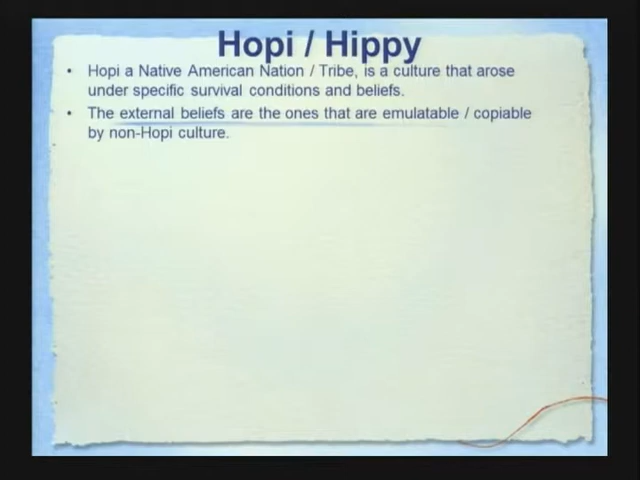 Hopi / Hippy
• Hopi a Native American Nation / Tribe, is a culture that arose
under specific survival conditions and beliefs.
• The external beliefs are the ones that are emulatable / copiable
by non-Hopi culture.